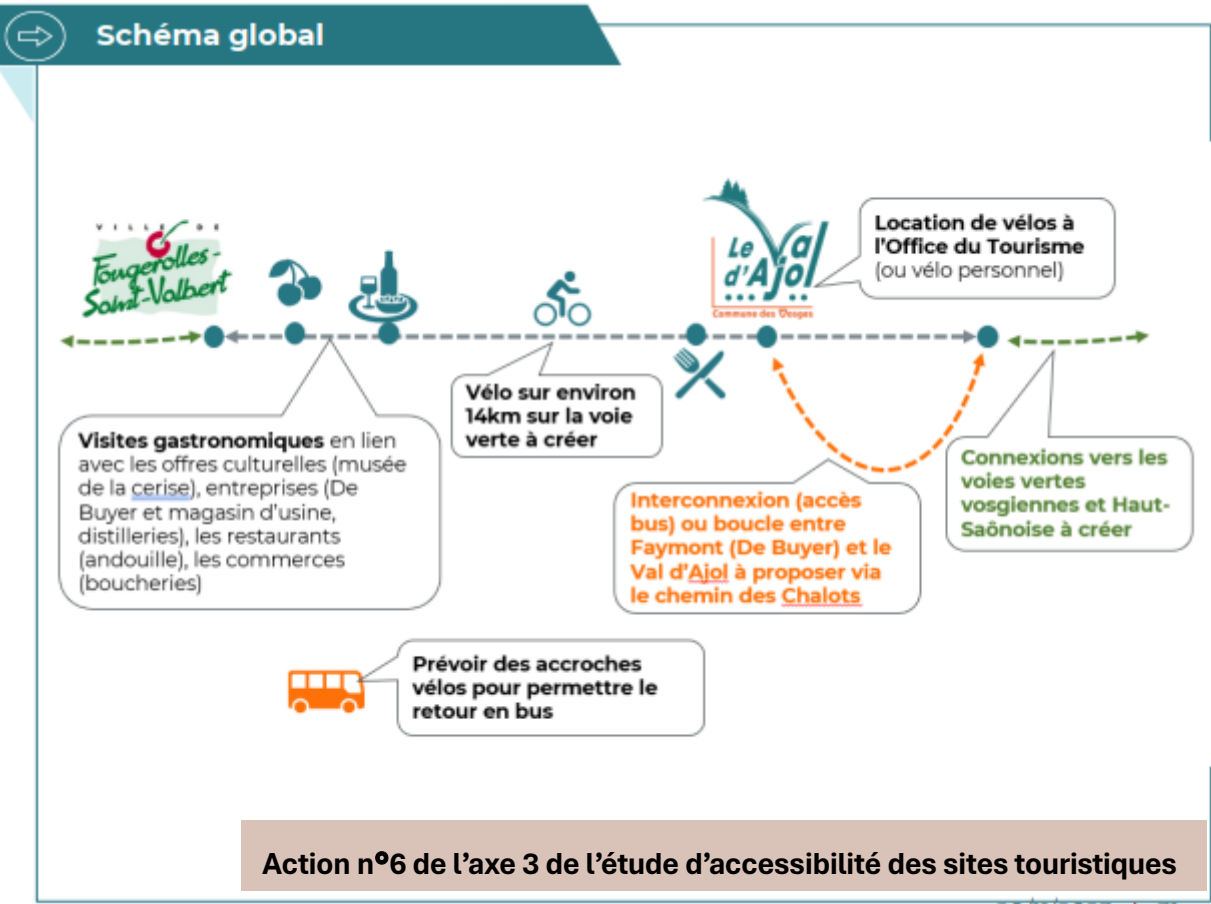 Schéma global
VILLE DE
Fougerolles-
Saint-Valbert
Le Val
d'Ajol
Commune des Vosges
Location de vélos à
l'Office du Tourisme
(ou vélo personnel)
Vélo sur environ
14km sur la voie
verte à créer
Visites gastronomiques en lien
avec les offres culturelles (musée
de la cerise), entreprises (De
Buyer et magasin d'usine,
distilleries), les restaurants
(andouille), les commerces
(boucheries)
Interconnexion (accès
bus) ou boucle entre
Faymont (De Buyer) et le
Val d'Ajol à proposer via
le chemin des Chalots
Connexions vers les
voies vertes
vosgiennes et Haut-
Saônoise à créer
Prévoir des accroches
vélos pour permettre le
retour en bus
Action n°6 de l'axe 3 de l'étude d'accessibilité des sites touristiques